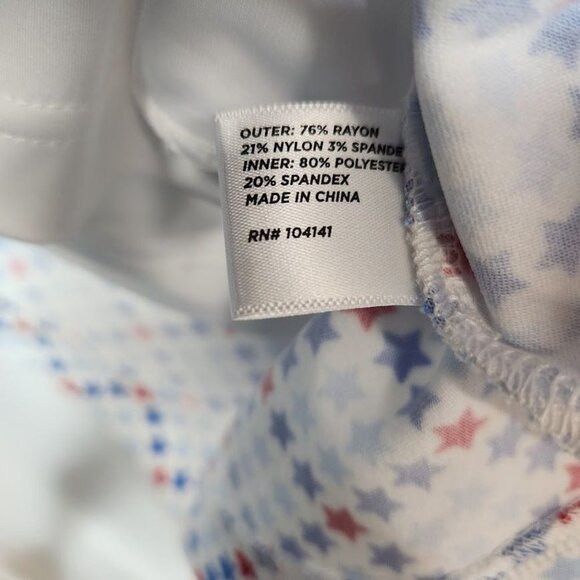 OUTER: 76% RAYON
21% NYLON 3% SPANDE
INNER: 80% POLYESTER
20% SPANDEX
MADE IN CHINA
RN# 104141